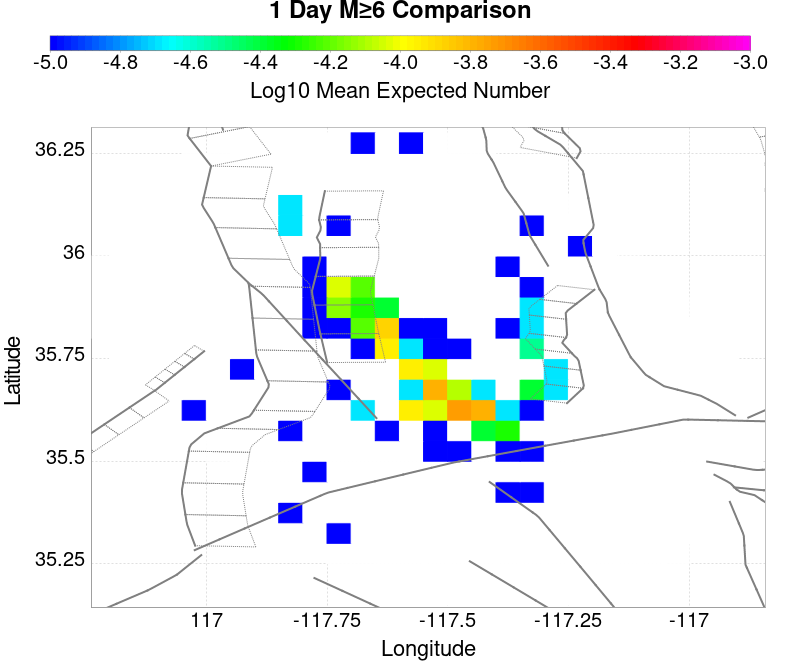 1 Day M≥6 Comparison
-5.0 -4.8 -4.6 -4.4 -4.2 -4.0 -3.8 -3.6 -3.4 -3.2 -3.0
Log10 Mean Expected Number
36.25
36
35.75
35.5
35.25
Latitude
117 -117.75 -117.5 -117.25 -117
Longitude